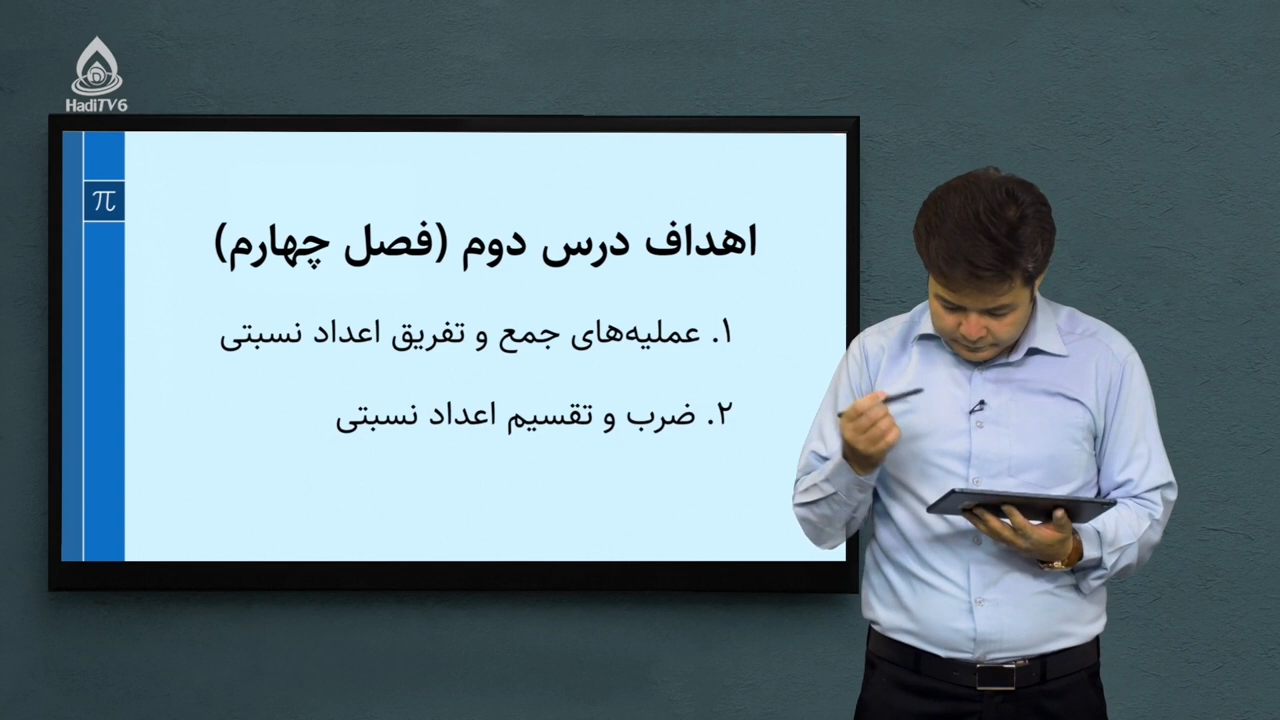 HadiTV6
π
اهداف درس دوم (فصل چهارم)
۱. عملیه‌های جمع و تفریق اعداد نسبتی
۲. ضرب و تقسیم اعداد نسبتی